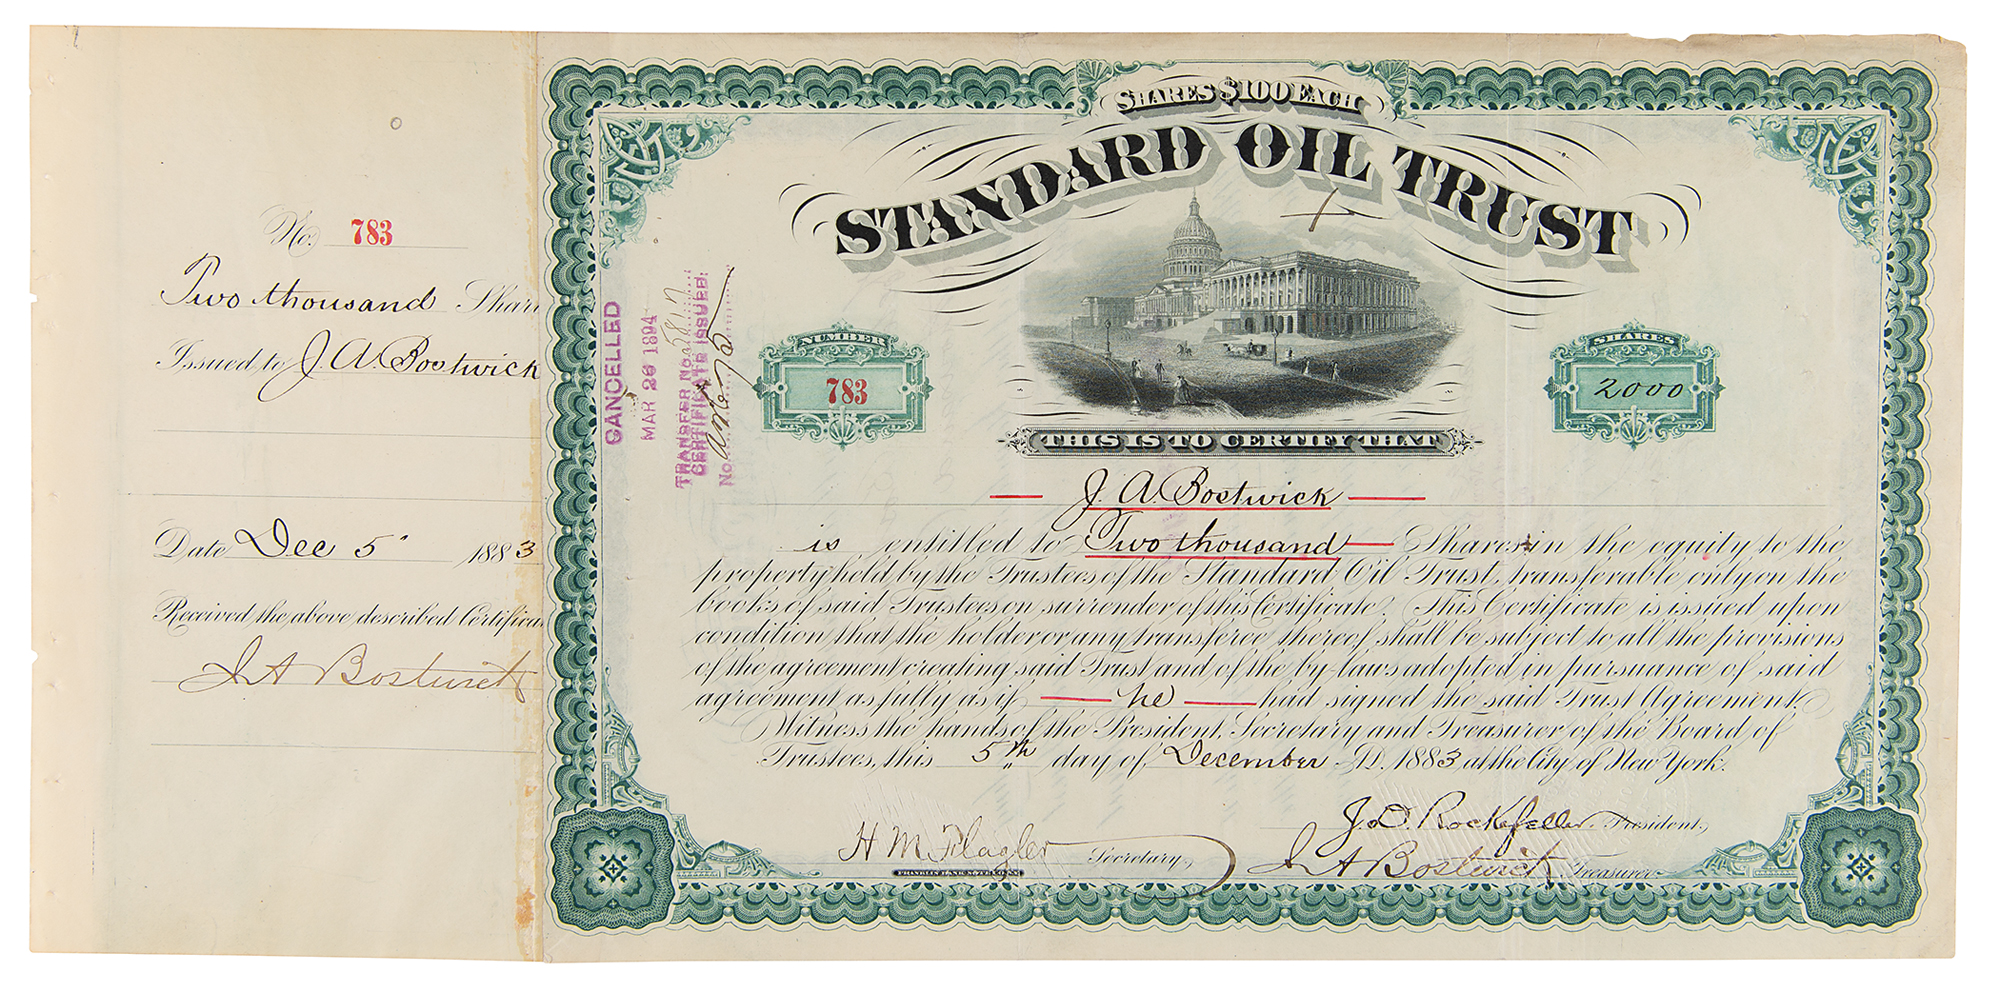 No. 783
Two thousand Shar
Issued to J. A. Bostwick
Date Dec 5" 1883
Received the above described Certificat
J A Bostwick
SHARES $100 EACH
STANDARD OIL TRUST
CANCELLED
MAR 26 1894
TRANSFER No.
CERTIFICATE ISSUED:
No.
NUMBER
783
SHARES
2000
THIS IS TO CERTIFY THAT
J. A. Bostwick
is entitled to Two thousand Shares in the equity to the
property held by the Trustees of the Standard Oil Trust, transferable only on the
books of said Trustees on surrender of this Certificate. This Certificate is issued upon
condition that the holder or any transferee thereof shall be subject to all the provisions
of the agreement creating said Trust and of the by-laws adopted in pursuance of said
agreement as fully as if he had signed the said Trust Agreement.
Witness the hands of the President, Secretary and Treasurer of the Board of
Trustees, this 5th day of December A.D. 1883, at the City of New York.
J. D. Rockefeller President.
H M Flagler Secretary,
J A Bostwick Treasurer
FRANKLIN BANK NOTE CO. N.Y.